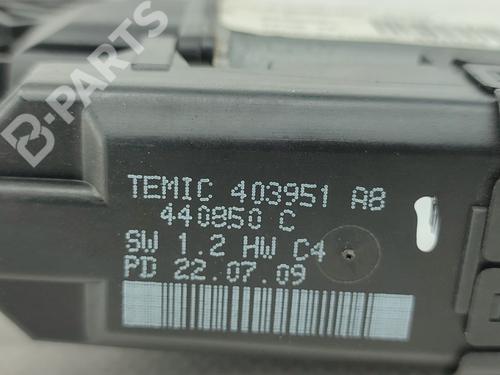 B-PARTS
TEMIC 403951 A8
440850 C
SW 1.2 HW C4
PD 22.07.09